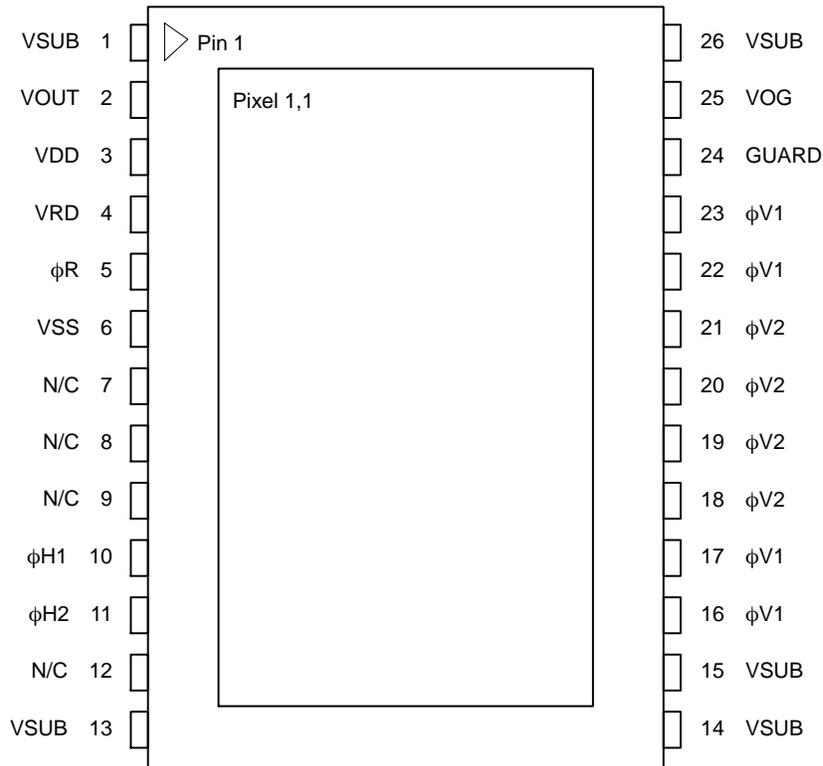 VSUB 1 Pin 1 26 VSUB
VOUT 2 Pixel 1,1 25 VOG
VDD 3 24 GUARD
VRD 4 23 ϕV1
ϕR 5 22 ϕV1
VSS 6 21 ϕV2
N/C 7 20 ϕV2
N/C 8 19 ϕV2
N/C 9 18 ϕV2
ϕH1 10 17 ϕV1
ϕH2 11 16 ϕV1
N/C 12 15 VSUB
VSUB 13 14 VSUB